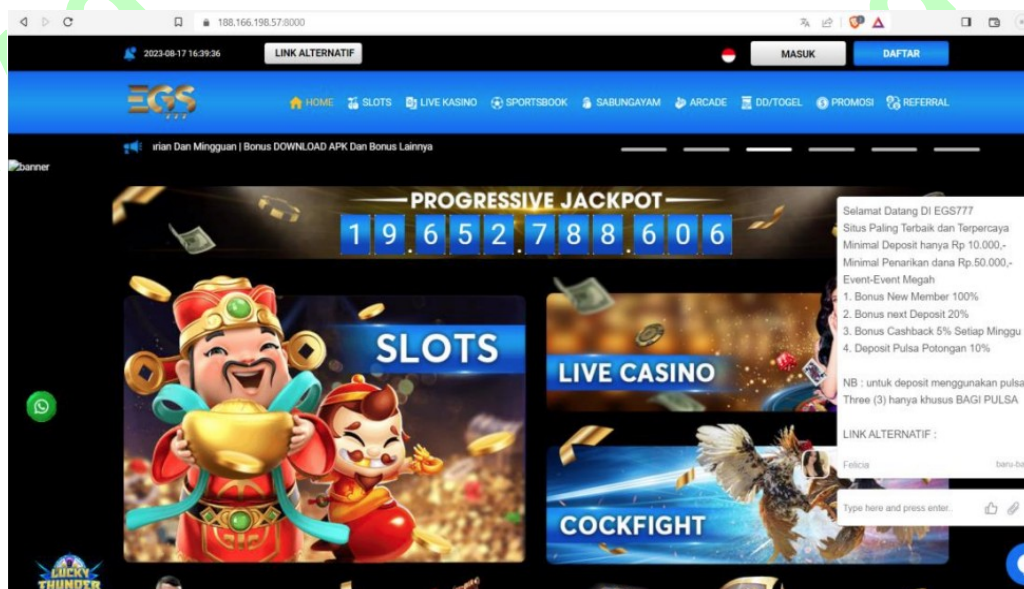 188.166.198.57:8000
2023-08-17 16:39:36
LINK ALTERNATIF
MASUK
DAFTAR
EGS
777
HOME
SLOTS
LIVE KASINO
SPORTSBOOK
SABUNGAYAM
ARCADE
DD/TOGEL
PROMOSI
REFERRAL
rian Dan Mingguan | Bonus DOWNLOAD APK Dan Bonus Lainnya
banner
PROGRESSIVE JACKPOT
19.652.788.606
Selamat Datang DI EGS777
Situs Paling Terbaik dan Terpercaya
Minimal Deposit hanya Rp 10.000,-
Minimal Penarikan dana Rp.50.000,-
Event-Event Megah
1. Bonus New Member 100%
2. Bonus next Deposit 20%
3. Bonus Cashback 5% Setiap Minggu
4. Deposit Pulsa Potongan 10%
NB : untuk deposit menggunakan pulsa
Three (3) hanya khusus BAGI PULSA
LINK ALTERNATIF :
Felicia
baru-ba
Type here and press enter..
SLOTS
LIVE CASINO
COCKFIGHT
LUCKY
THUNDER